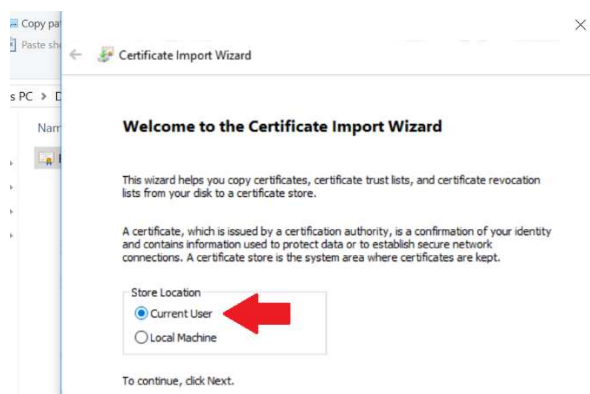 Copy pa
Paste sh
Certificate Import Wizard
s PC > D
Nam
Welcome to the Certificate Import Wizard
This wizard helps you copy certificates, certificate trust lists, and certificate revocation
lists from your disk to a certificate store.
A certificate, which is issued by a certification authority, is a confirmation of your identity
and contains information used to protect data or to establish secure network
connections. A certificate store is the system area where certificates are kept.
Store Location
Current User
Local Machine
To continue, click Next.